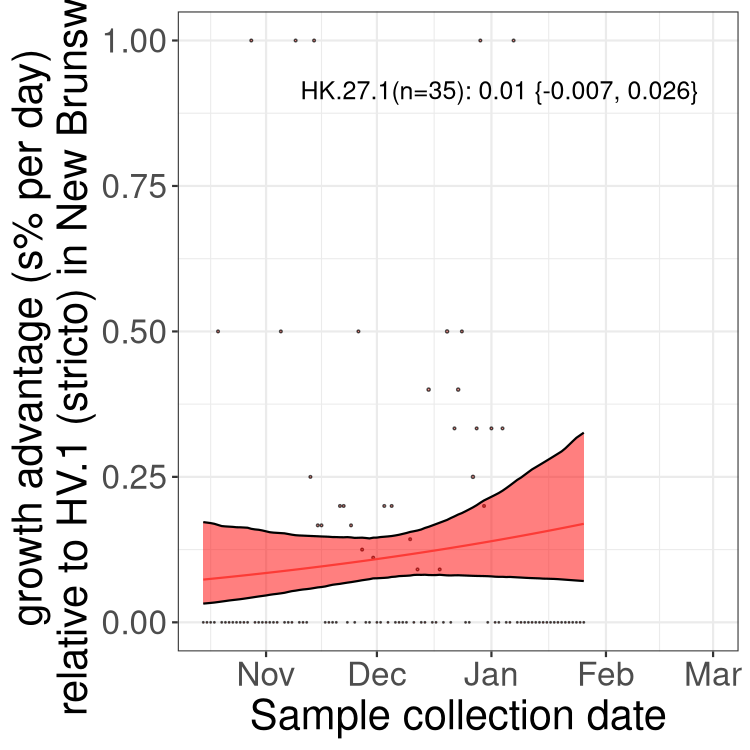 growth advantage (s% per day)
relative to HV.1 (stricto) in New Brunsw
1.00
0.75
0.50
0.25
0.00
HK.27.1(n=35): 0.01 {-0.007, 0.026}
Nov Dec Jan Feb Mar
Sample collection date